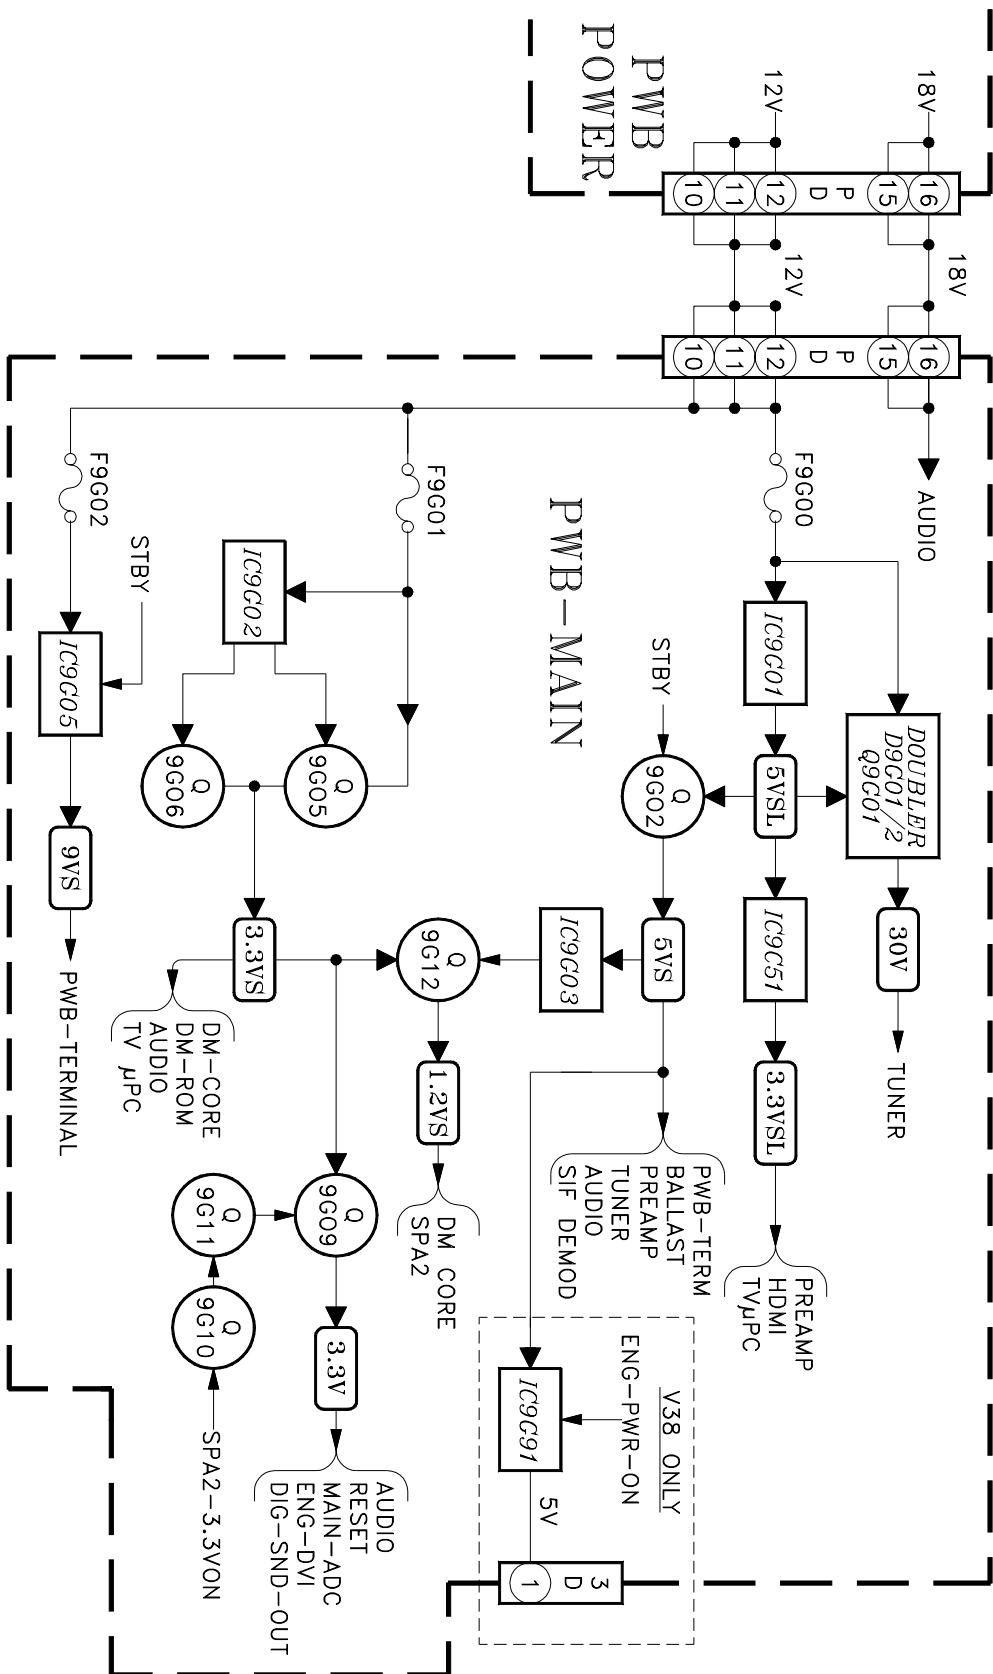 PWB
POWER
18V
12V
16
15
P
D
12
11
10
18V
12V
16
15
P
D
12
11
10
AUDIO
F9G00
F9G01
F9G02
PWB-MAIN
DOUBLER
D9G01/2
Q9G01
30V
TUNER
IC9G01
5VSL
IC9C51
3.3VSL
PREAMP
HDMI
TVµPC
STBY
Q
9G02
5VS
PWB-TERM
BALLAST
PREAMP
TUNER
AUDIO
SIF DEMOD
IC9G03
Q
9G12
1.2VS
DM CORE
SPA2
V38 ONLY
ENG-PWR-ON
IC9G91
5V
3
D
1
IC9G02
Q
9G05
Q
9G06
3.3VS
DM-CORE
DM-ROM
AUDIO
TV µPC
Q
9G09
3.3V
AUDIO
RESET
MAIN-ADC
ENG-DVI
DIG-SND-OUT
Q
9G11
Q
9G10
SPA2-3.3VON
STBY
IC9G05
9VS
PWB-TERMINAL